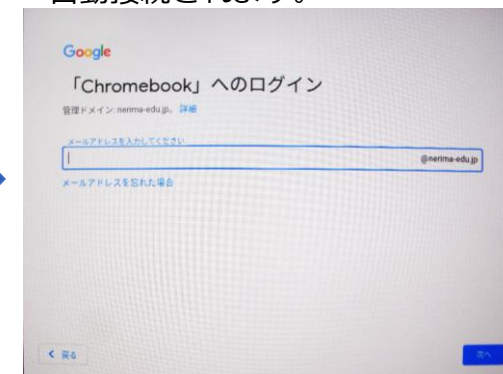 自動接続されます。
Google
「Chromebook」へのログイン
管理ドメイン: nerima-edu.jp。 詳細
メールアドレスを入力してください
@nerima-edu.jp
メールアドレスを忘れた場合
< 戻る
次へ